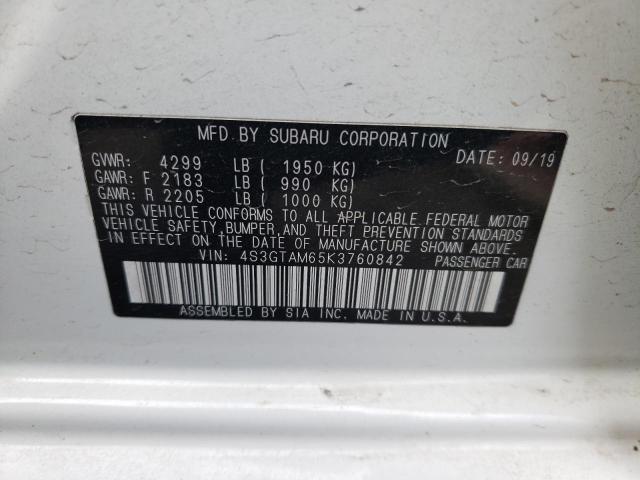 MFD.BY SUBARU CORPORATION
GVWR: 4299 LB ( 1950 KG) DATE: 09/19
GAWR: F 2183 LB ( 990 KG)
GAWR: R 2205 LB ( 1000 KG)
THIS VEHICLE CONFORMS TO ALL APPLICABLE FEDERAL MOTOR
VEHICLE SAFETY,BUMPER,AND THEFT PREVENTION STANDARDS
IN EFFECT ON THE DATE OF MANUFACTURE SHOWN ABOVE.
VIN: 4S3GTAM65K3760842 PASSENGER CAR
ASSEMBLED BY SIA INC. MADE IN U.S.A.